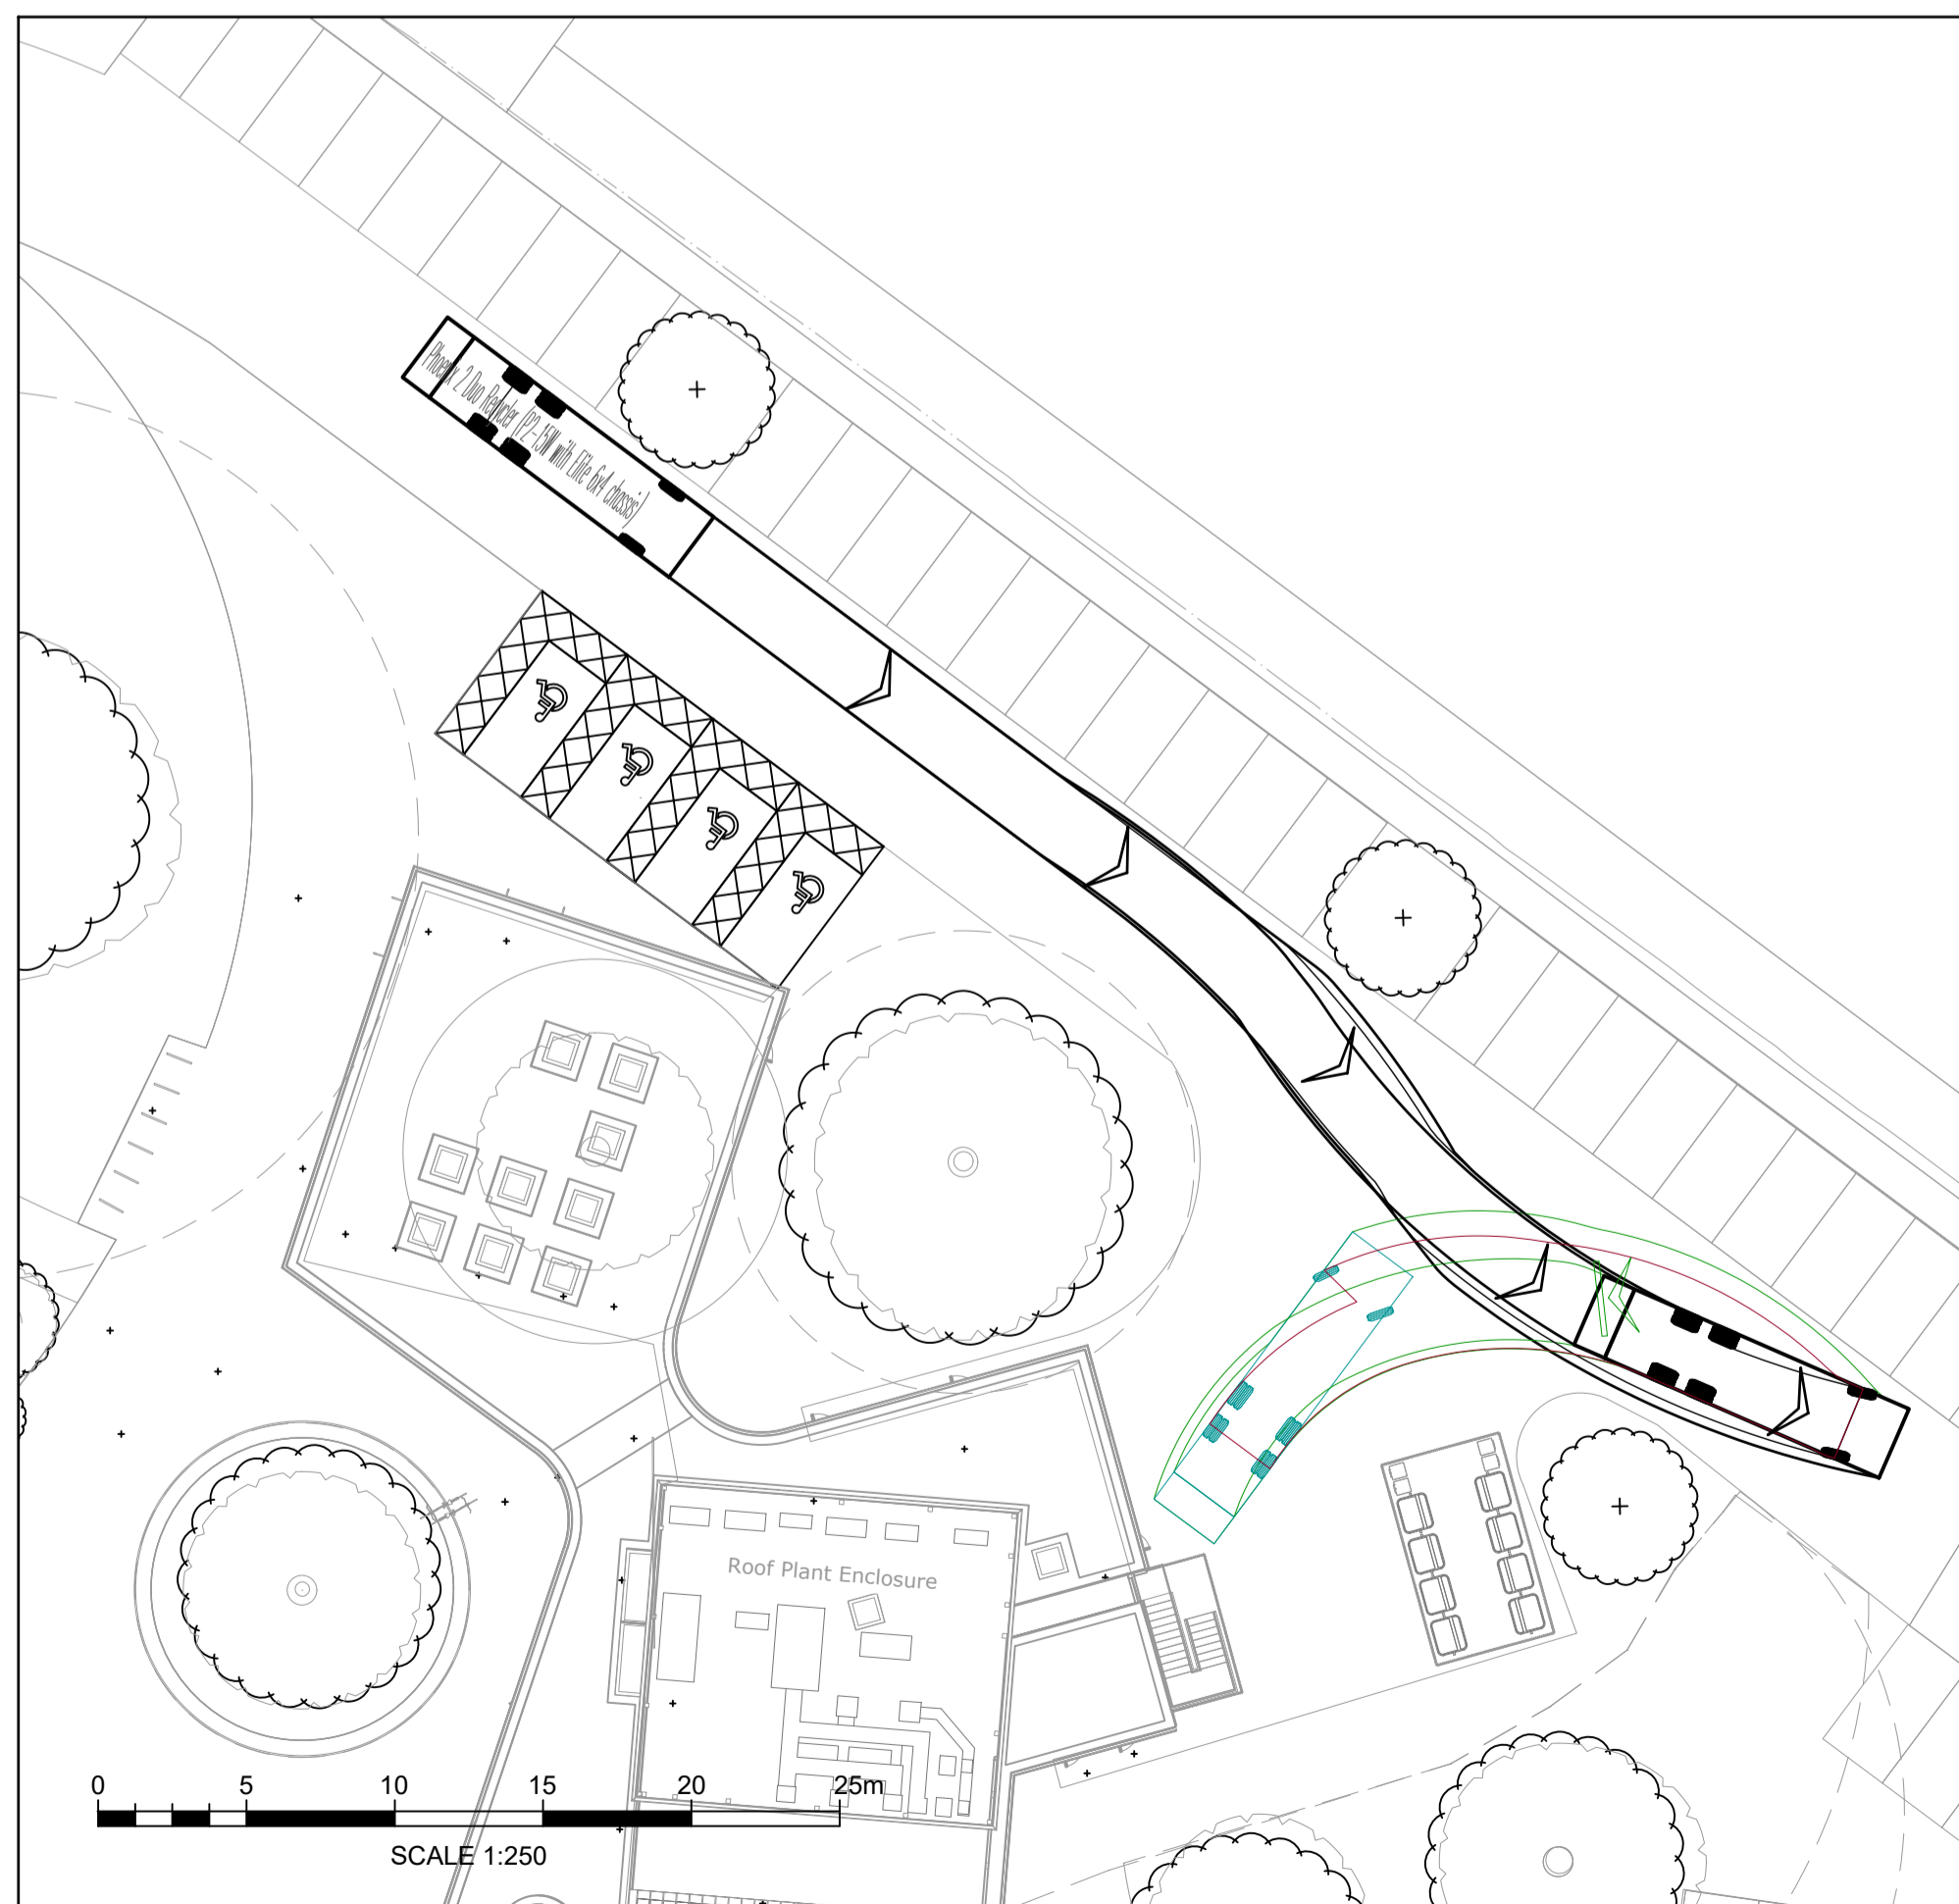 Phoenix 2 Duo Recycler (P2-15W with Elite 6x4 chassis)
Roof Plant Enclosure
0 5 10 15 20 25m
SCALE 1:250